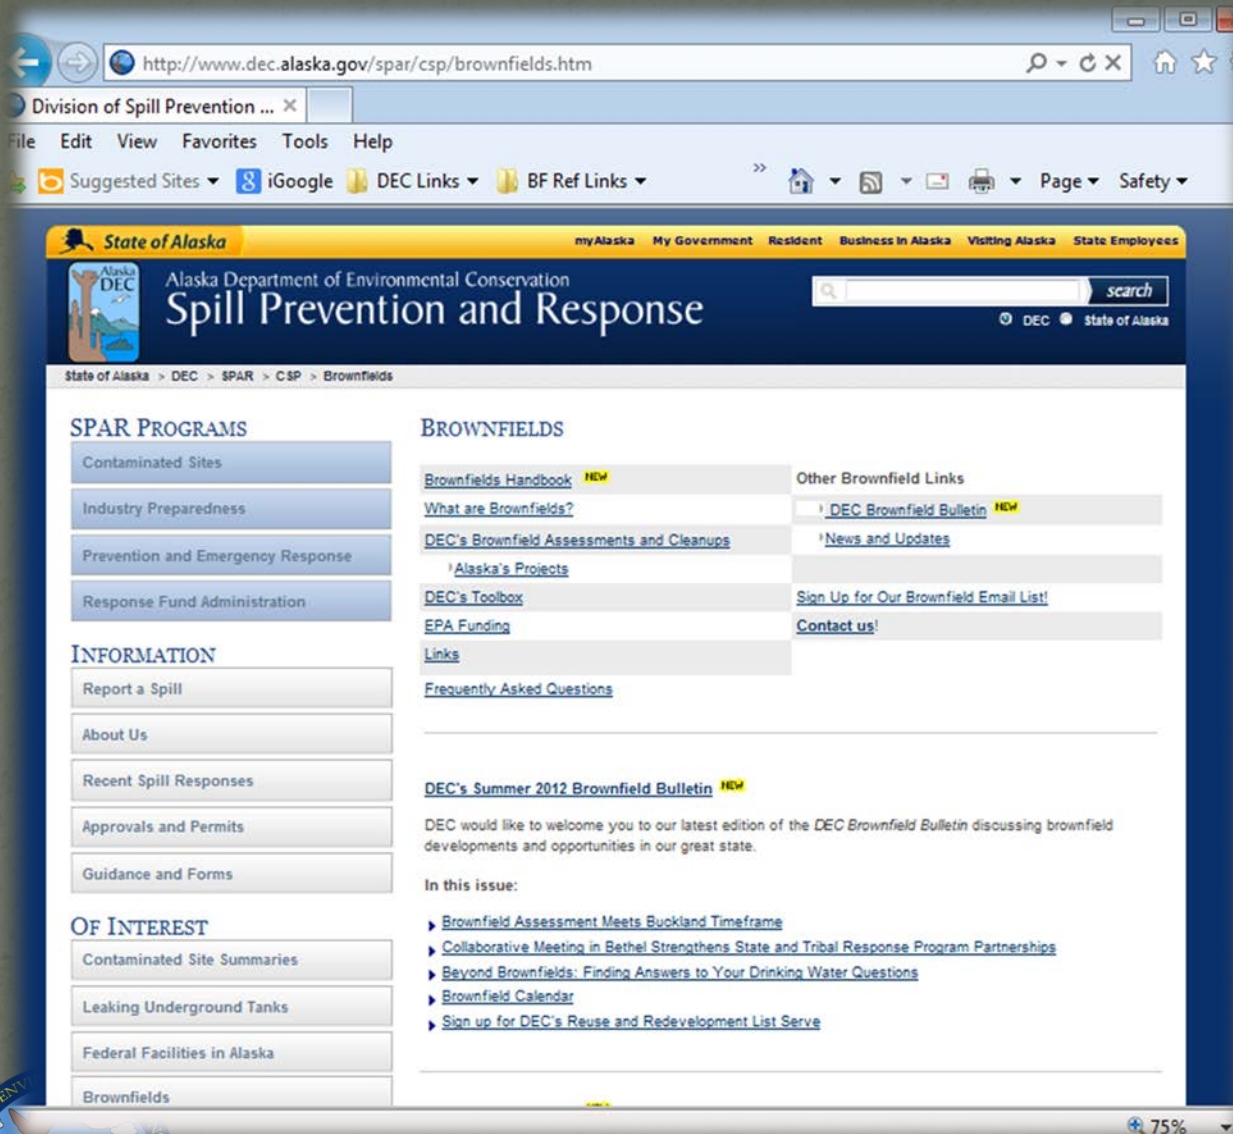 http://www.dec.alaska.gov/spar/csp/brownfields.htm
Division of Spill Prevention ...
File Edit View Favorites Tools Help
Suggested Sites iGoogle DEC Links BF Ref Links » Page Safety
State of Alaska myAlaska My Government Resident Business in Alaska Visiting Alaska State Employees
Alaska DEC
Alaska Department of Environmental Conservation
Spill Prevention and Response
search
DEC State of Alaska
State of Alaska > DEC > SPAR > CSP > Brownfields
SPAR PROGRAMS
Contaminated Sites
Industry Preparedness
Prevention and Emergency Response
Response Fund Administration
INFORMATION
Report a Spill
About Us
Recent Spill Responses
Approvals and Permits
Guidance and Forms
OF INTEREST
Contaminated Site Summaries
Leaking Underground Tanks
Federal Facilities in Alaska
Brownfields
BROWNFIELDS
Brownfields Handbook NEW
What are Brownfields?
DEC's Brownfield Assessments and Cleanups
Alaska's Projects
DEC's Toolbox
EPA Funding
Links
Frequently Asked Questions
Other Brownfield Links
DEC Brownfield Bulletin NEW
News and Updates
Sign Up for Our Brownfield Email List!
Contact us!
DEC's Summer 2012 Brownfield Bulletin NEW
DEC would like to welcome you to our latest edition of the DEC Brownfield Bulletin discussing brownfield
developments and opportunities in our great state.
In this issue:
Brownfield Assessment Meets Buckland Timeframe
Collaborative Meeting in Bethel Strengthens State and Tribal Response Program Partnerships
Beyond Brownfields: Finding Answers to Your Drinking Water Questions
Brownfield Calendar
Sign up for DEC's Reuse and Redevelopment List Serve
75%